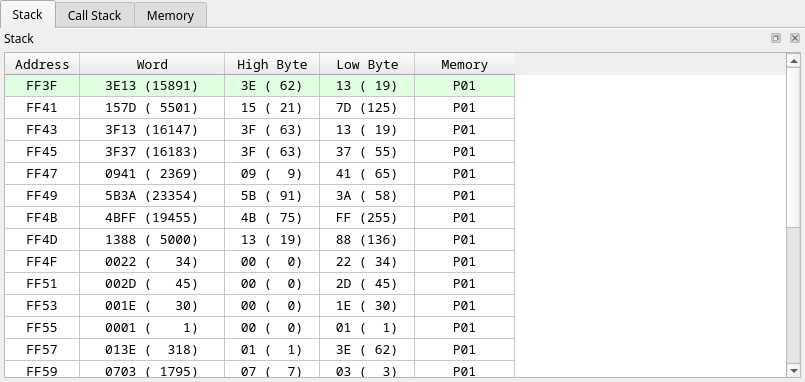 Stack Call Stack Memory
Stack
Address Word High Byte Low Byte Memory
FF3F 3E13 (15891) 3E ( 62) 13 ( 19) P01
FF41 157D ( 5501) 15 ( 21) 7D (125) P01
FF43 3F13 (16147) 3F ( 63) 13 ( 19) P01
FF45 3F37 (16183) 3F ( 63) 37 ( 55) P01
FF47 0941 ( 2369) 09 (  9) 41 ( 65) P01
FF49 5B3A (23354) 5B ( 91) 3A ( 58) P01
FF4B 4BFF (19455) 4B ( 75) FF (255) P01
FF4D 1388 ( 5000) 13 ( 19) 88 (136) P01
FF4F 0022 (   34) 00 (  0) 22 ( 34) P01
FF51 002D (   45) 00 (  0) 2D ( 45) P01
FF53 001E (   30) 00 (  0) 1E ( 30) P01
FF55 0001 (    1) 00 (  0) 01 (  1) P01
FF57 013E (  318) 01 (  1) 3E ( 62) P01
FF59 0703 ( 1795) 07 (  7) 03 (  3) P01